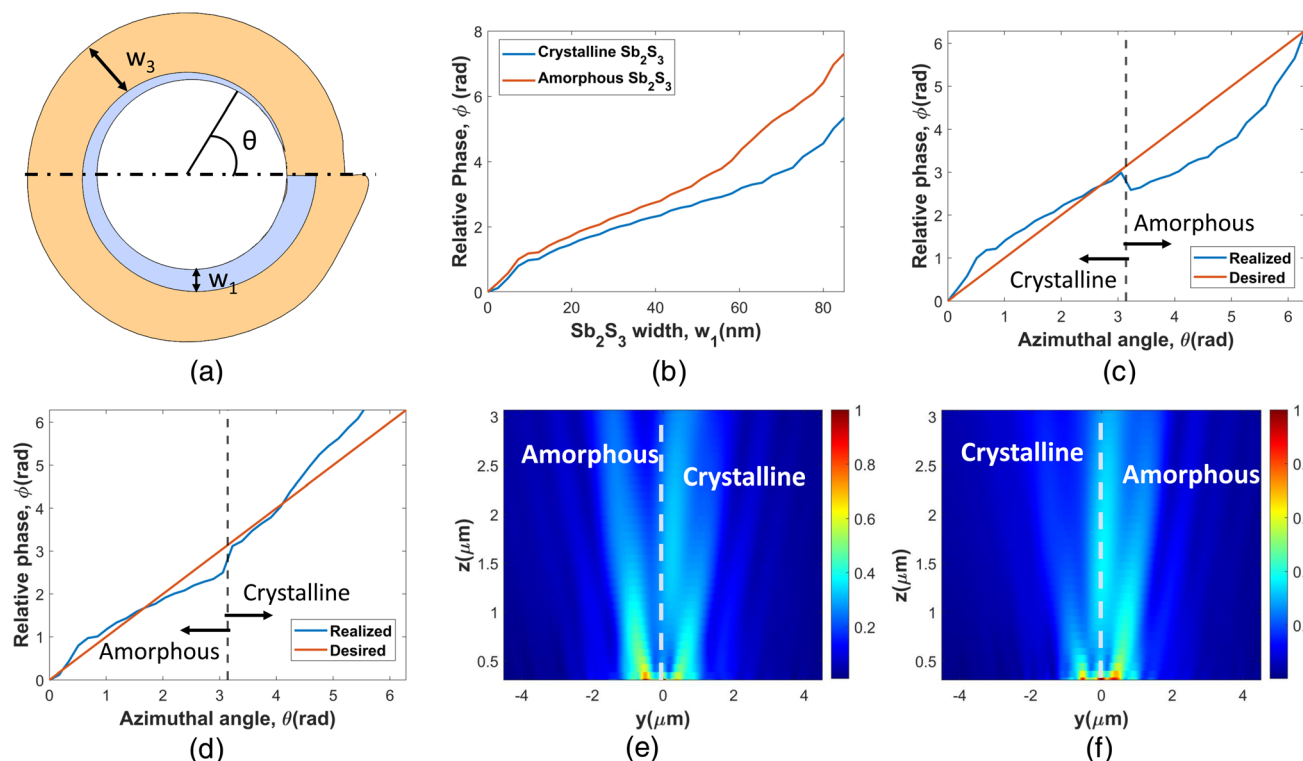 w₃
θ
w₁
(a)
8
6
4
2
0
0 20 40 60 80
Relative Phase, ϕ (rad)
Crystalline Sb₂S₃
Amorphous Sb₂S₃
Sb₂S₃ width, w₁(nm)
(b)
6
5
4
3
2
1
0
0 1 2 3 4 5 6
Relative phase, ϕ(rad)
Amorphous
Crystalline
Realized
Desired
Azimuthal angle, θ(rad)
(c)
6
5
4
3
2
1
0
0 1 2 3 4 5 6
Relative phase, ϕ(rad)
Crystalline
Amorphous
Realized
Desired
Azimuthal angle, θ(rad)
(d)
3
2.5
2
1.5
1
0.5
-4 -2 0 2 4
z(μm)
Amorphous
Crystalline
y(μm)
1
0.8
0.6
0.4
0.2
(e)
3
2.5
2
1.5
1
0.5
-4 -2 0 2 4
z(μm)
Crystalline
Amorphous
y(μm)
1
0.
0.
0.
0.
(f)